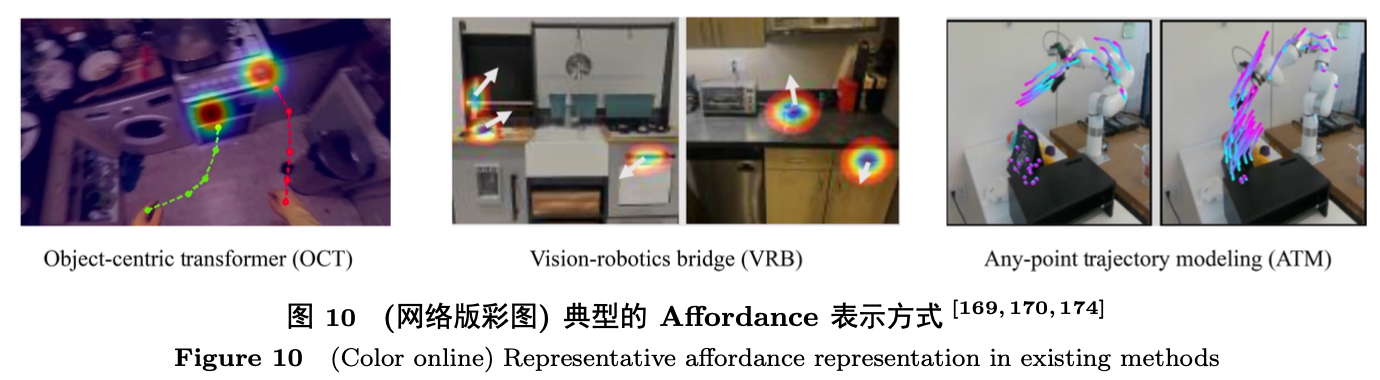 Object-centric transformer (OCT)
Vision-robotics bridge (VRB)
Any-point trajectory modeling (ATM)
图 10 (网络版彩图) 典型的 Affordance 表示方式 [169, 170, 174]
Figure 10 (Color online) Representative affordance representation in existing methods